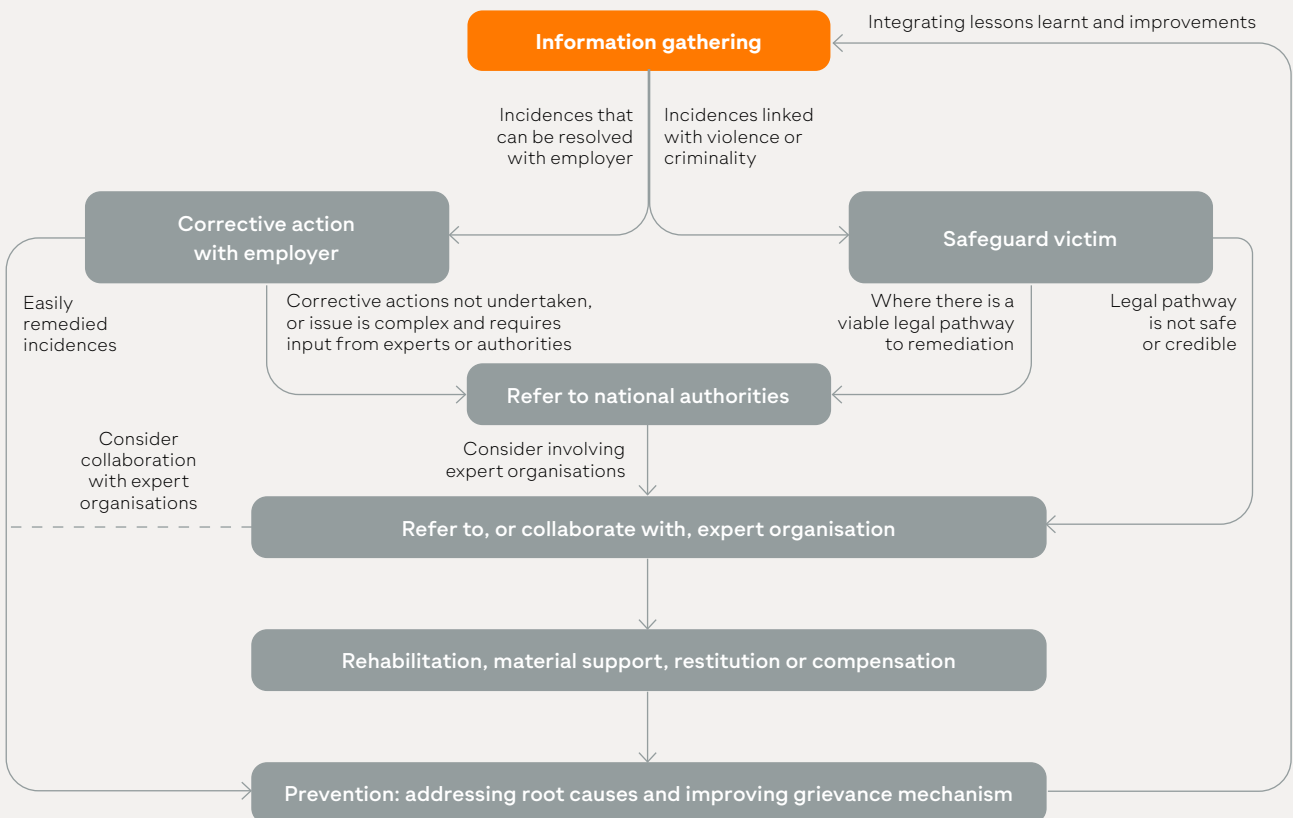 Integrating lessons learnt and improvements
Information gathering
Incidences that
can be resolved
with employer
Incidences linked
with violence or
criminality
Corrective action
with employer
Safeguard victim
Easily
remedied
incidences
Corrective actions not undertaken,
or issue is complex and requires
input from experts or authorities
Where there is a
viable legal pathway
to remediation
Legal pathway
is not safe
or credible
Refer to national authorities
Consider
collaboration
with expert
organisations
Consider involving
expert organisations
Refer to, or collaborate with, expert organisation
Rehabilitation, material support, restitution or compensation
Prevention: addressing root causes and improving grievance mechanism